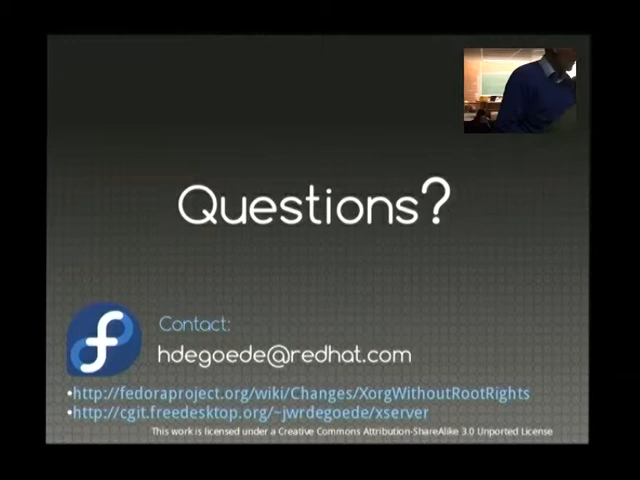 Questions?
Contact:
hdegoede@redhat.com
•http://fedoraproject.org/wiki/Changes/XorgWithoutRootRights
•http://cgit.freedesktop.org/~jwrdegoede/xserver
This work is licensed under a Creative Commons Attribution-ShareAlike 3.0 Unported License